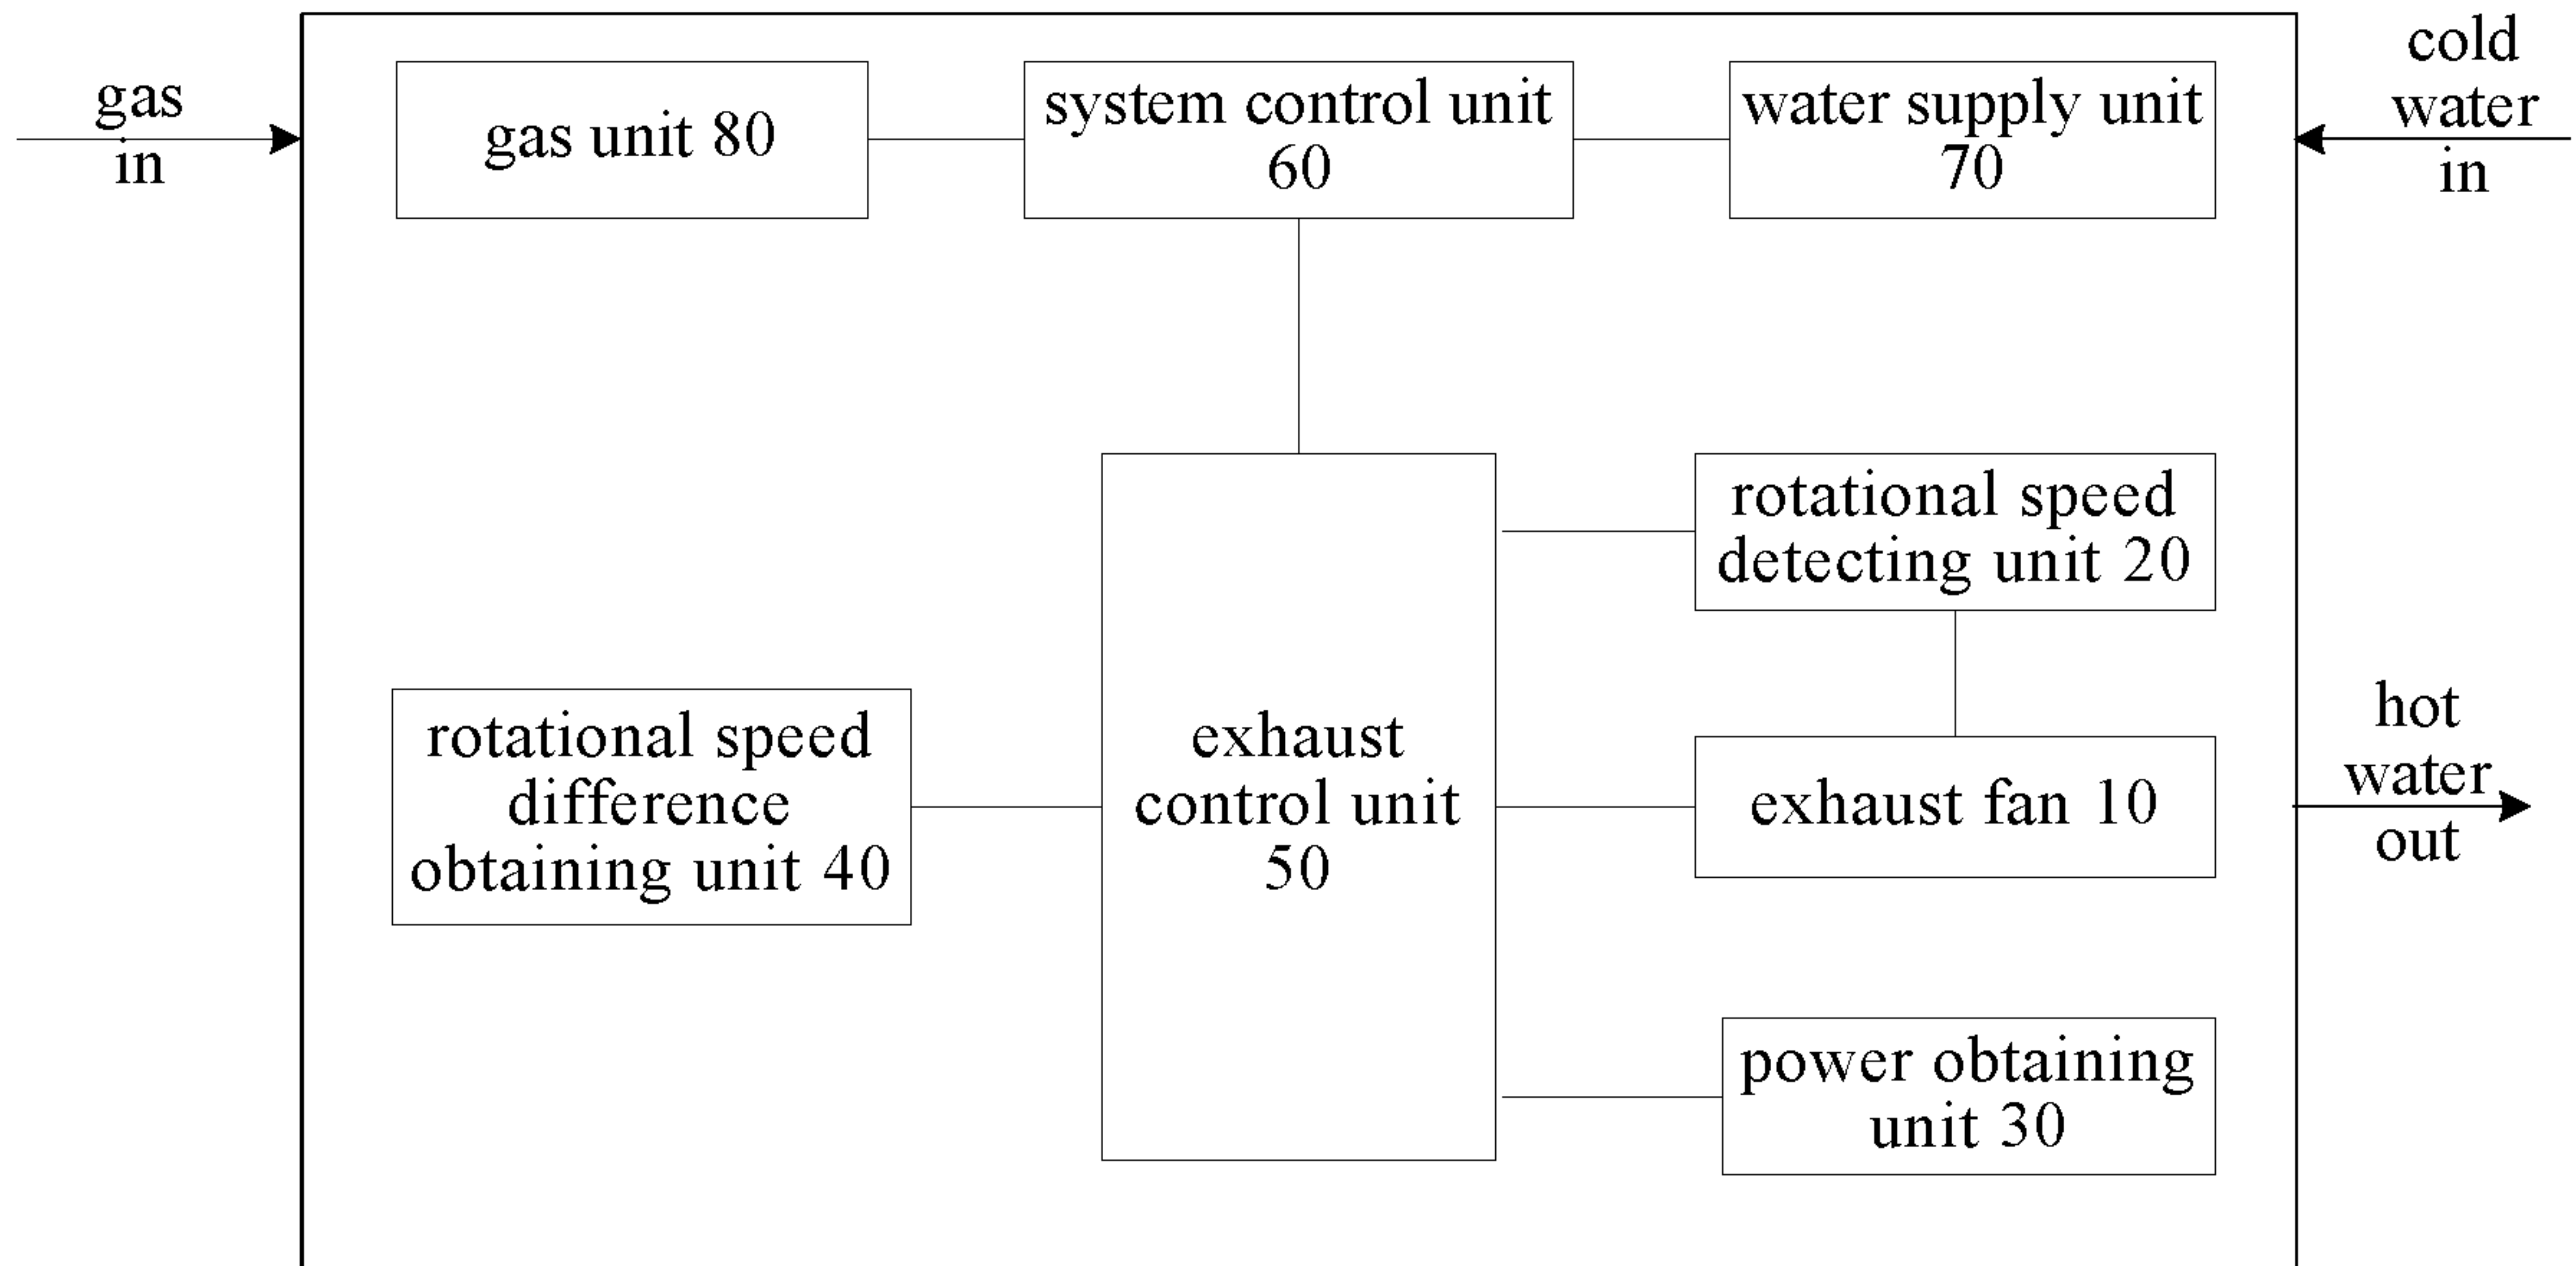 gas
in
gas unit 80
system control unit
60
water supply unit
70
cold
water
in
rotational speed
detecting unit 20
rotational speed
difference
obtaining unit 40
exhaust
control unit
50
exhaust fan 10
hot
water
out
power obtaining
unit 30